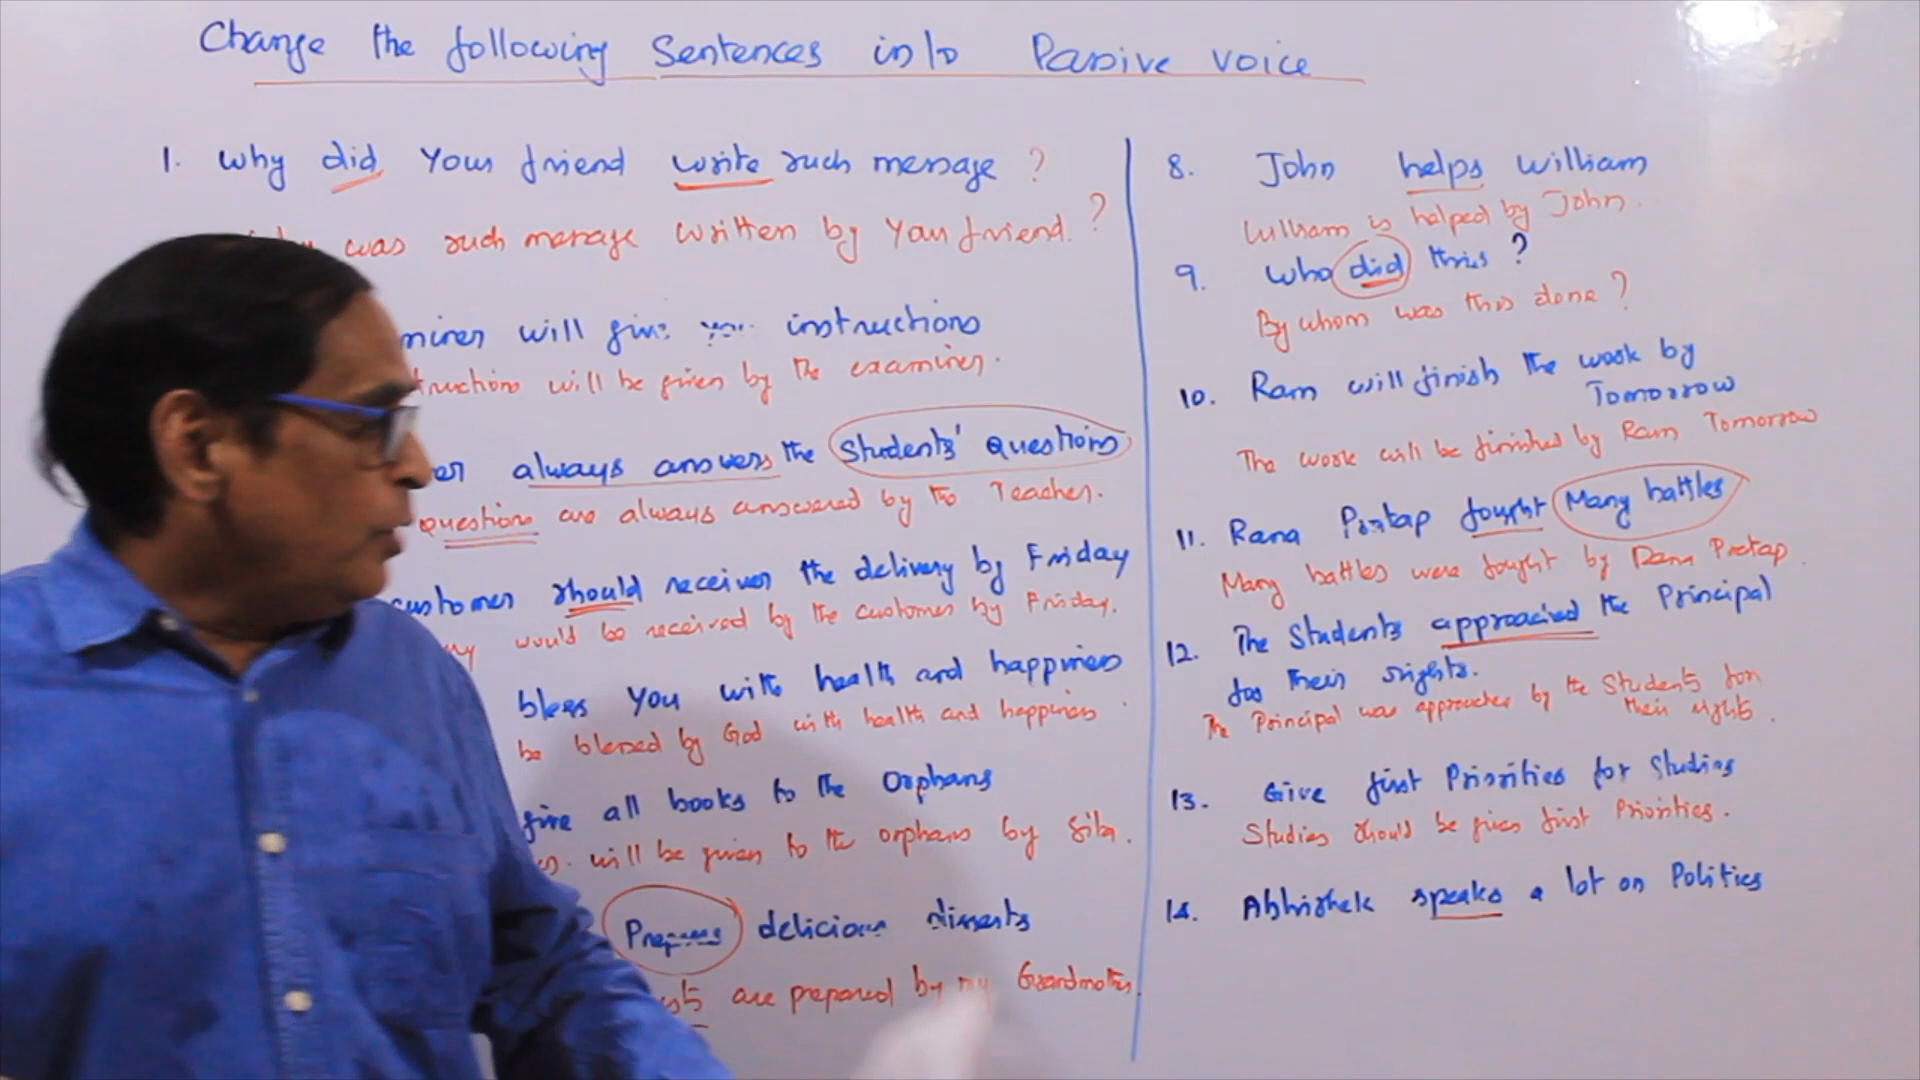 Change the following Sentences into Passive voice
1. Why did Your friend write such message ?
was such message written by Your friend. ?
miner will give instructions
tructions will be given by the examiner.
er always answers the Students' Questions
questions are always answered by the Teacher.
customer should receives the delivery by Friday
ry would be received by the customer by Friday.
bless You with health and happiness
be blessed by God with health and happiness
give all books to the Orphans
will be given to the orphans by Sita.
Prepares delicious
are prepared by my Grandmother.
8. John helps William
William is helped by John.
9. Who did this ?
By whom was this done ?
10. Ram will finish the work by
Tomorrow
The work will be finished by Ram Tomorrow
11. Rana Pratap fought Many battles
Many battles were fought by Rana Pratap.
12. The Students approached the Principal
for Their rights.
The Principal was approached by the Students for
their rights.
13. Give first Priorities for Studies
Studies should be given first Priorities.
14. Abhishek speaks a lot on Politics